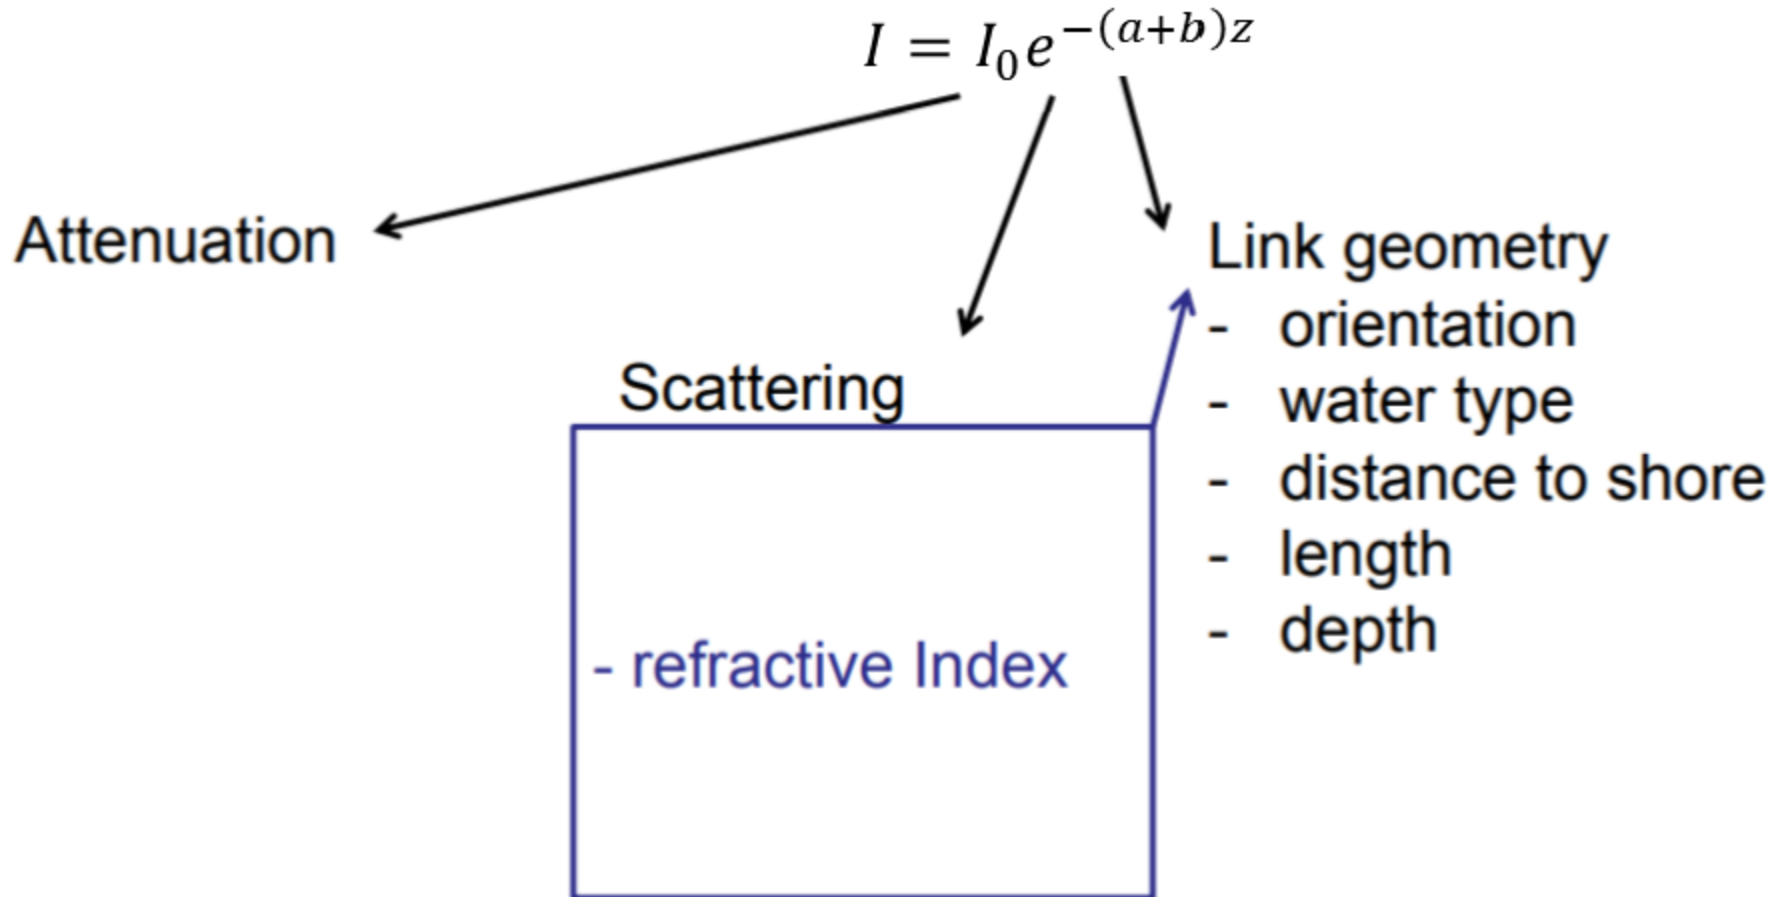 I = I₀e^−(a+b)z
Attenuation
Scattering
- refractive Index
Link geometry
- orientation
- water type
- distance to shore
- length
- depth